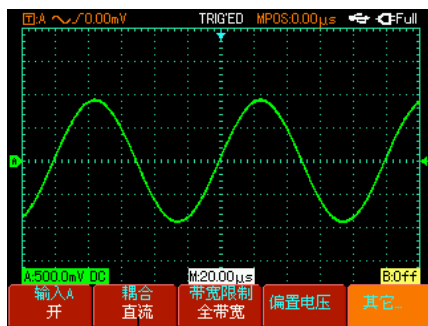 T:A 0.00mV TRIG'ED MPOS:0.00μs Full
A
A:500.0mV DC M:20.00μs B:Off
输入A 耦合 带宽限制 偏置电压 其它...
开 直流 全带宽